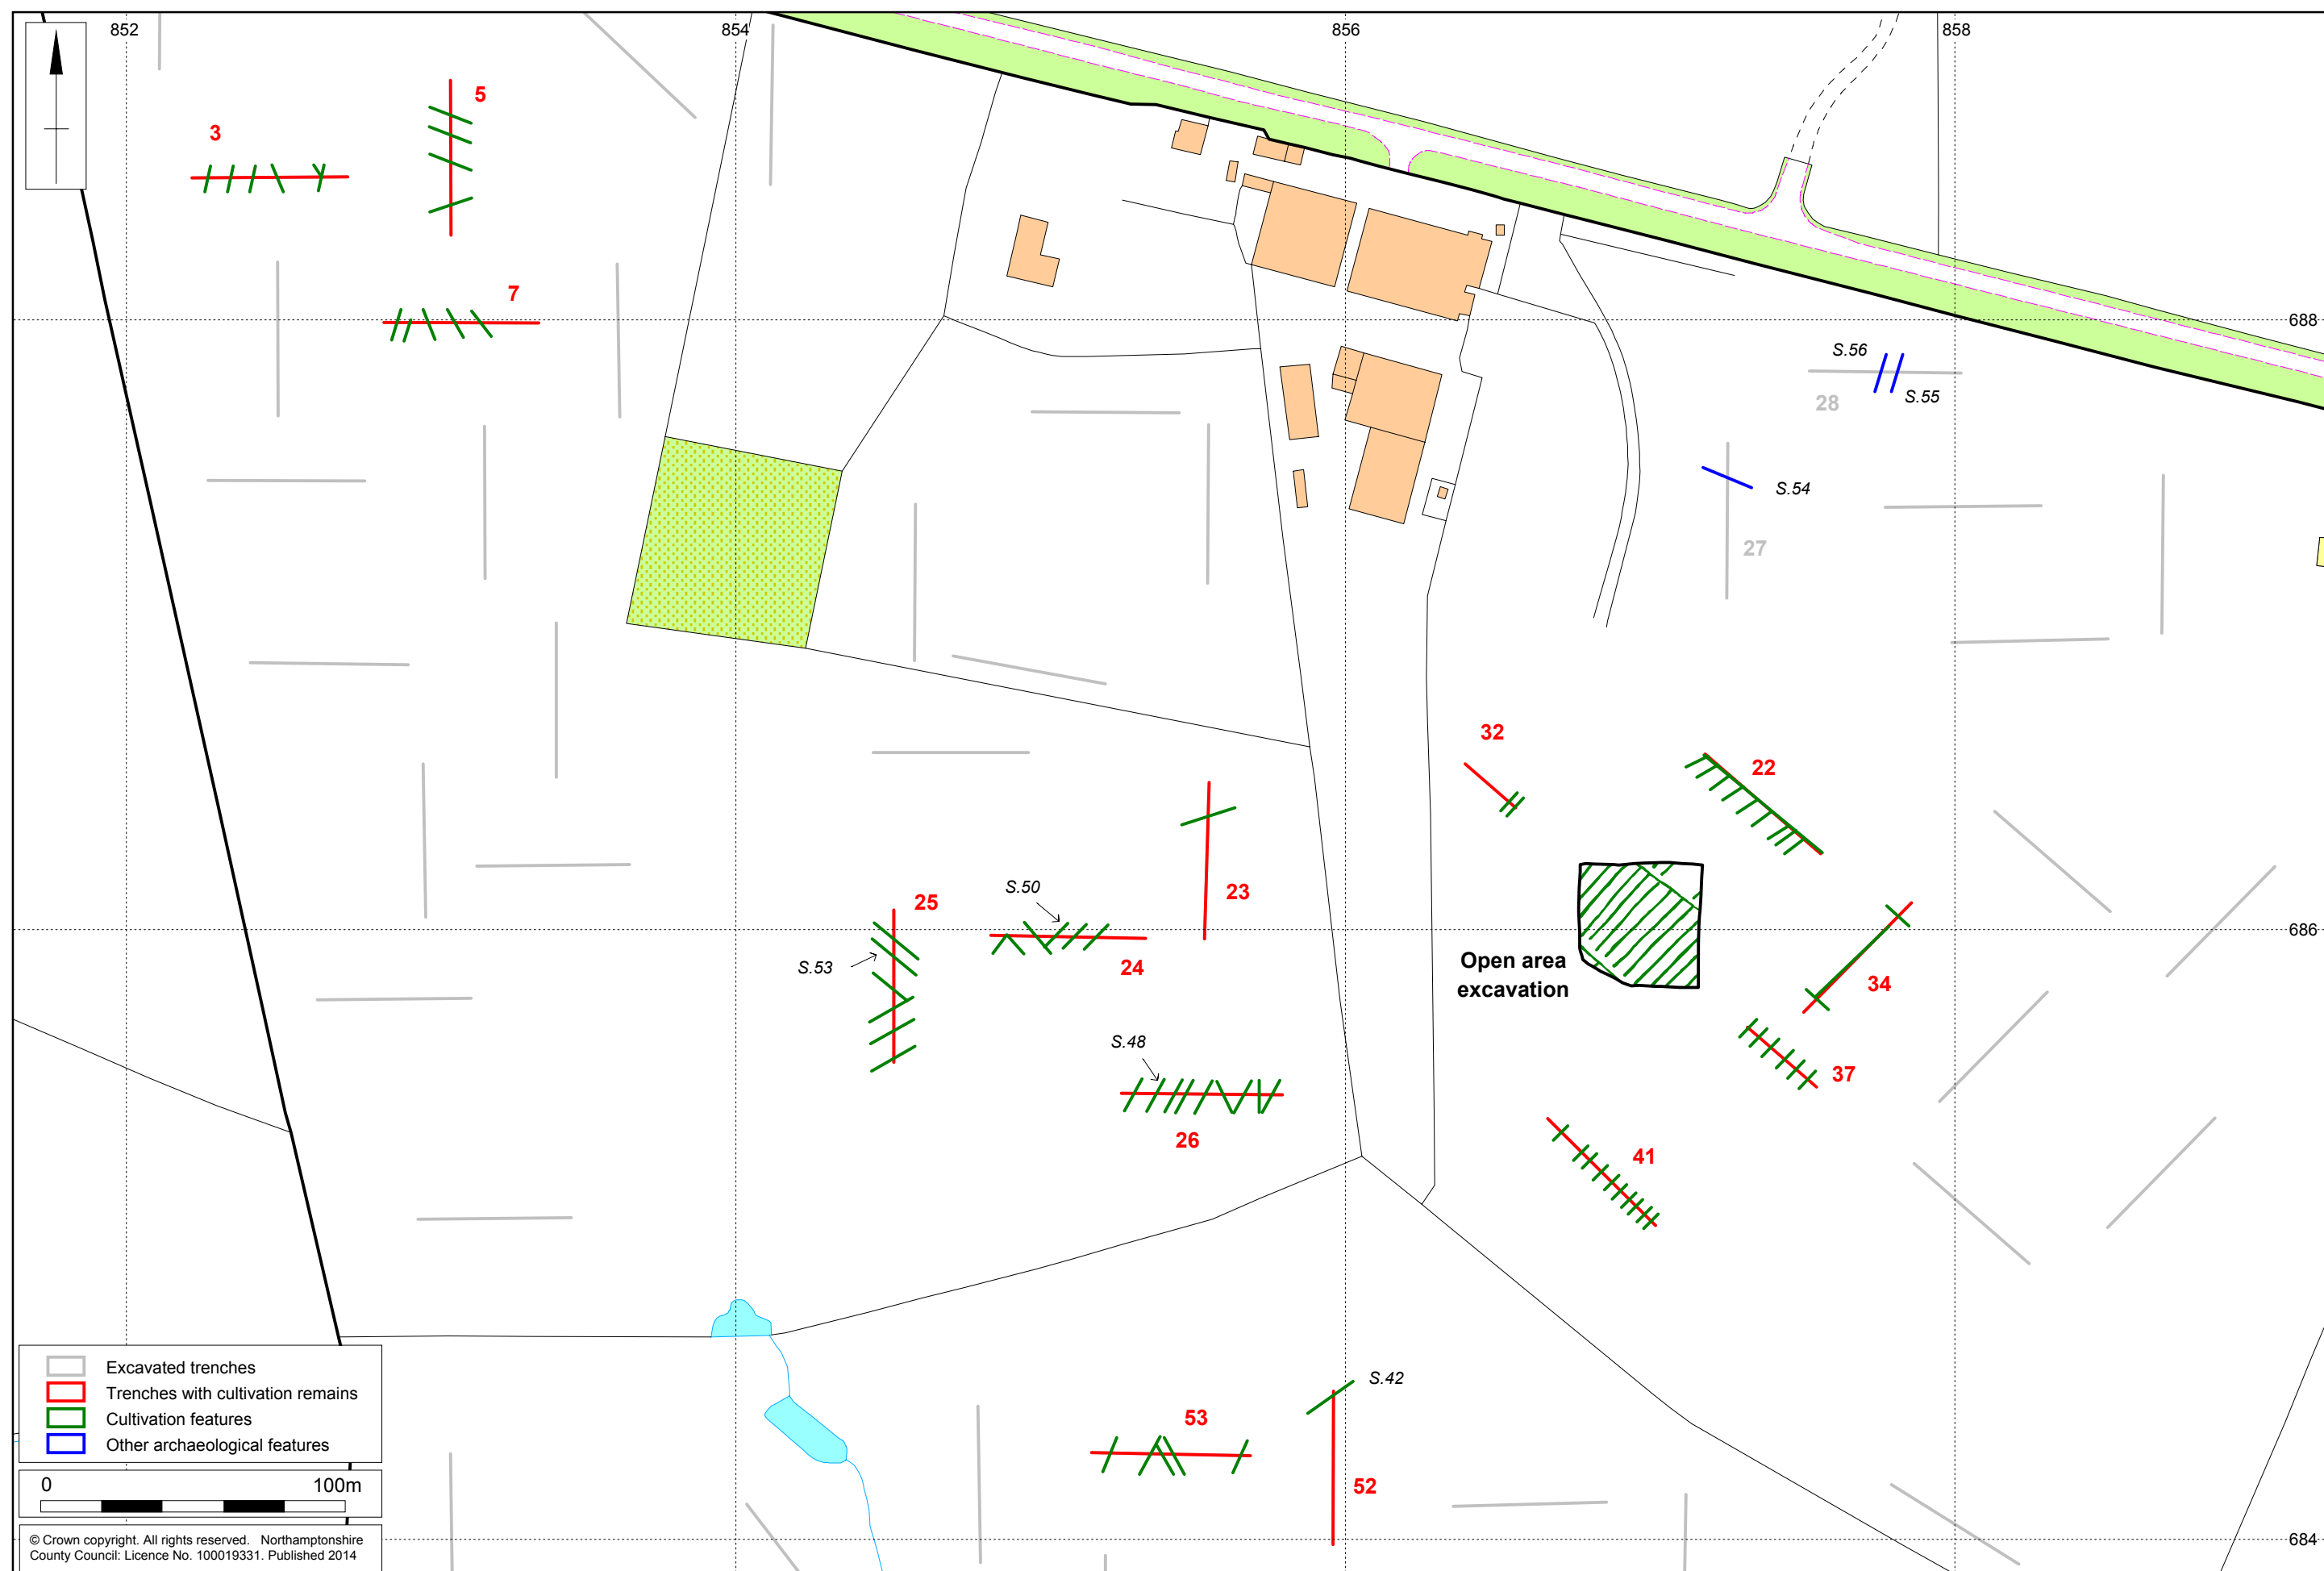 852
854
856
858
5
3
7
688
S.56
S.55
28
S.54
27
32
22
23
S.50
25
24
S.53
686
Open area
excavation
34
S.48
37
26
41
S.42
53
52
684
Excavated trenches
Trenches with cultivation remains
Cultivation features
Other archaeological features
0 100m
© Crown copyright. All rights reserved. Northamptonshire
County Council: Licence No. 100019331. Published 2014